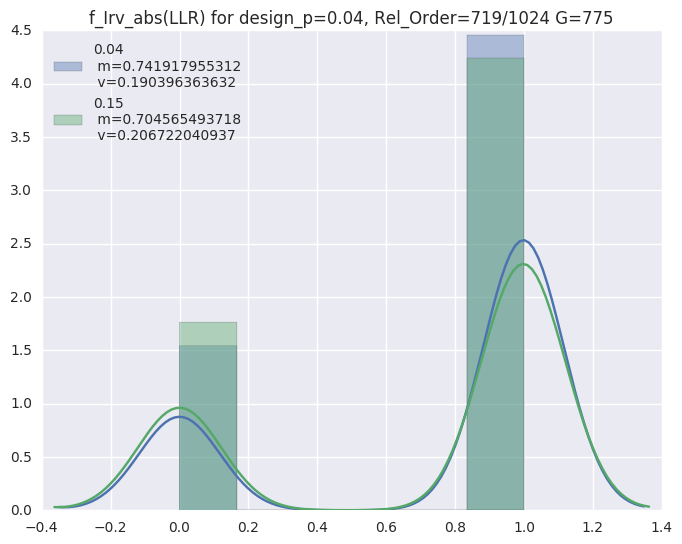 f_Irv_abs(LLR) for design_p=0.04, Rel_Order=719/1024 G=775
4.5
4.0
3.5
3.0
2.5
2.0
1.5
1.0
0.5
0.0
0.04
m=0.741917955312
v=0.190396363632
0.15
m=0.704565493718
v=0.206722040937
−0.4 −0.2 0.0 0.2 0.4 0.6 0.8 1.0 1.2 1.4